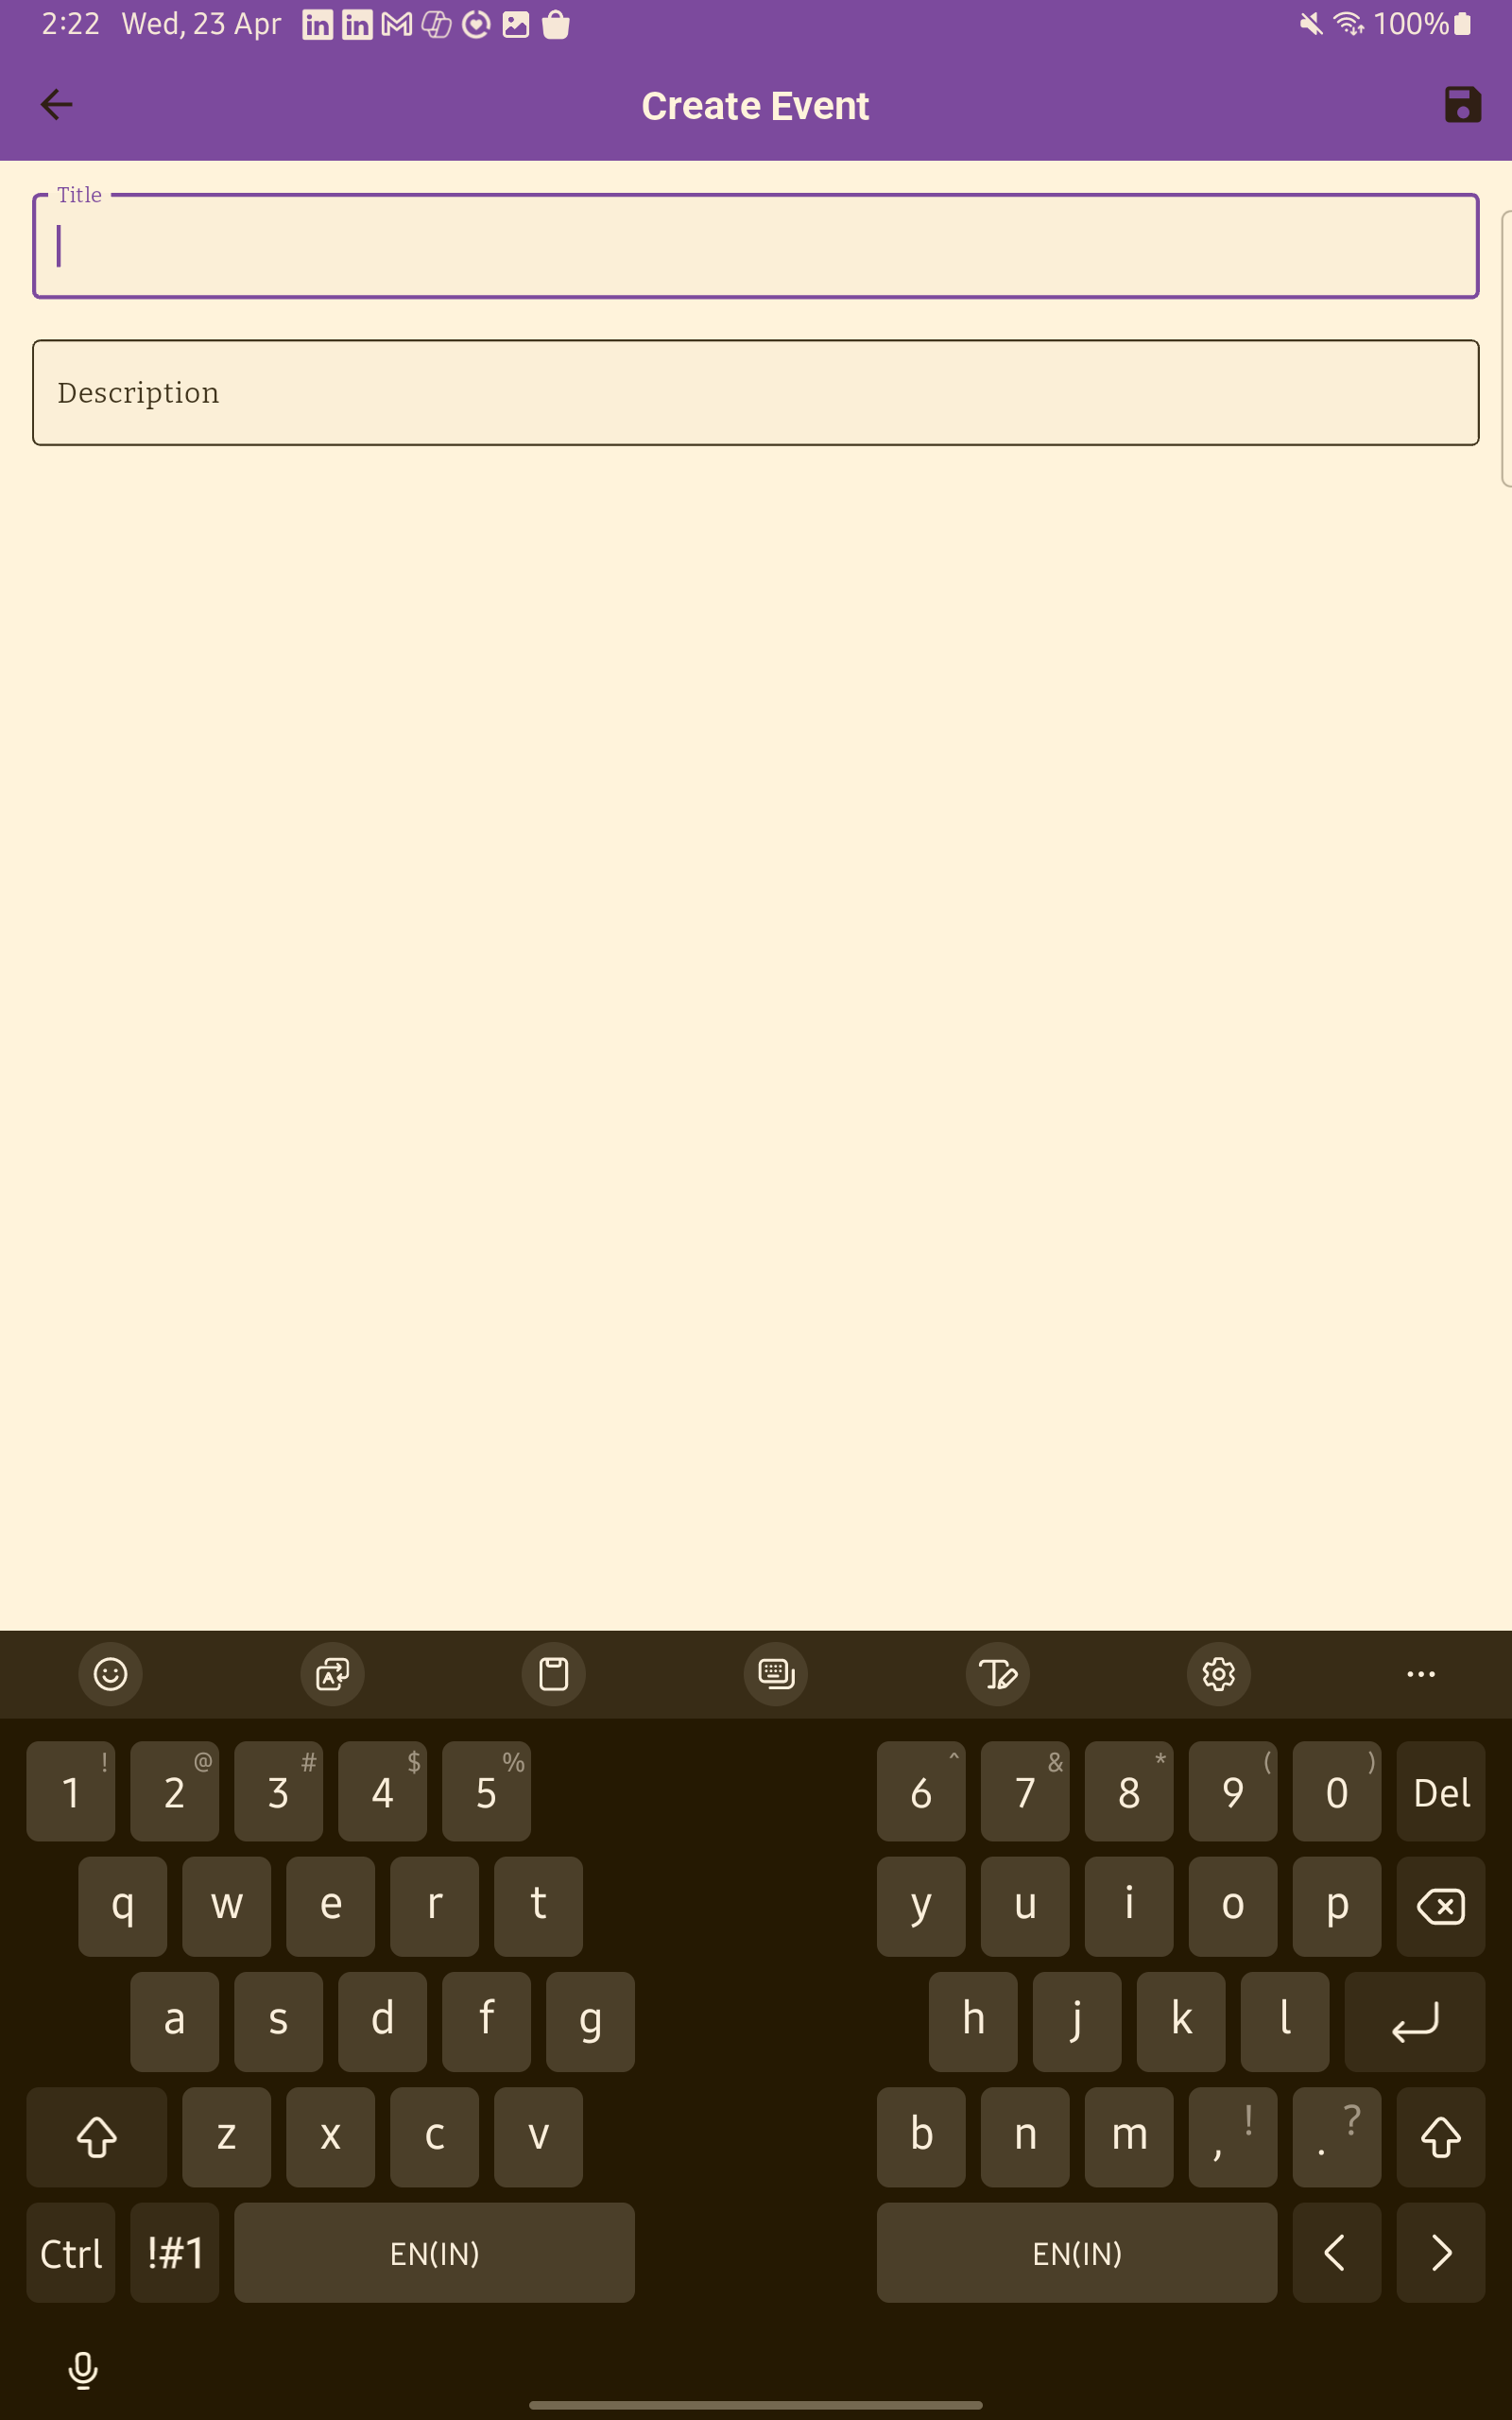 2:22 Wed, 23 Apr 100%
Create Event
Title
Description
1 ! 2 @ 3 # 4 $ 5 % 6 ^ 7 & 8 * 9 ( 0 ) Del
q w e r t y u i o p
a s d f g h j k l
z x c v b n m , ! . ?
Ctrl !#1 EN(IN) EN(IN) < >